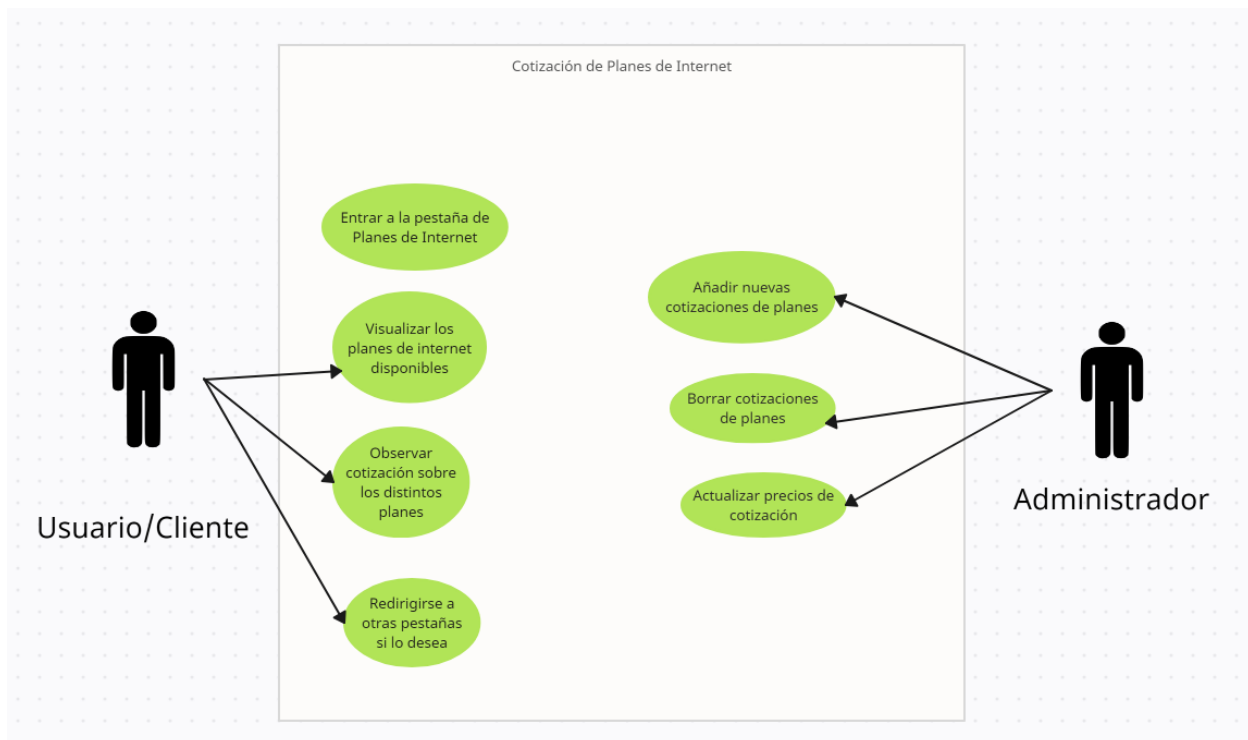 Cotización de Planes de Internet
Entrar a la pestaña de
Planes de Internet
Visualizar los
planes de internet
disponibles
Observar
cotización sobre
los distintos
planes
Redirigirse a
otras pestañas
si lo desea
Usuario/Cliente
Añadir nuevas
cotizaciones de planes
Borrar cotizaciones
de planes
Actualizar precios de
cotización
Administrador